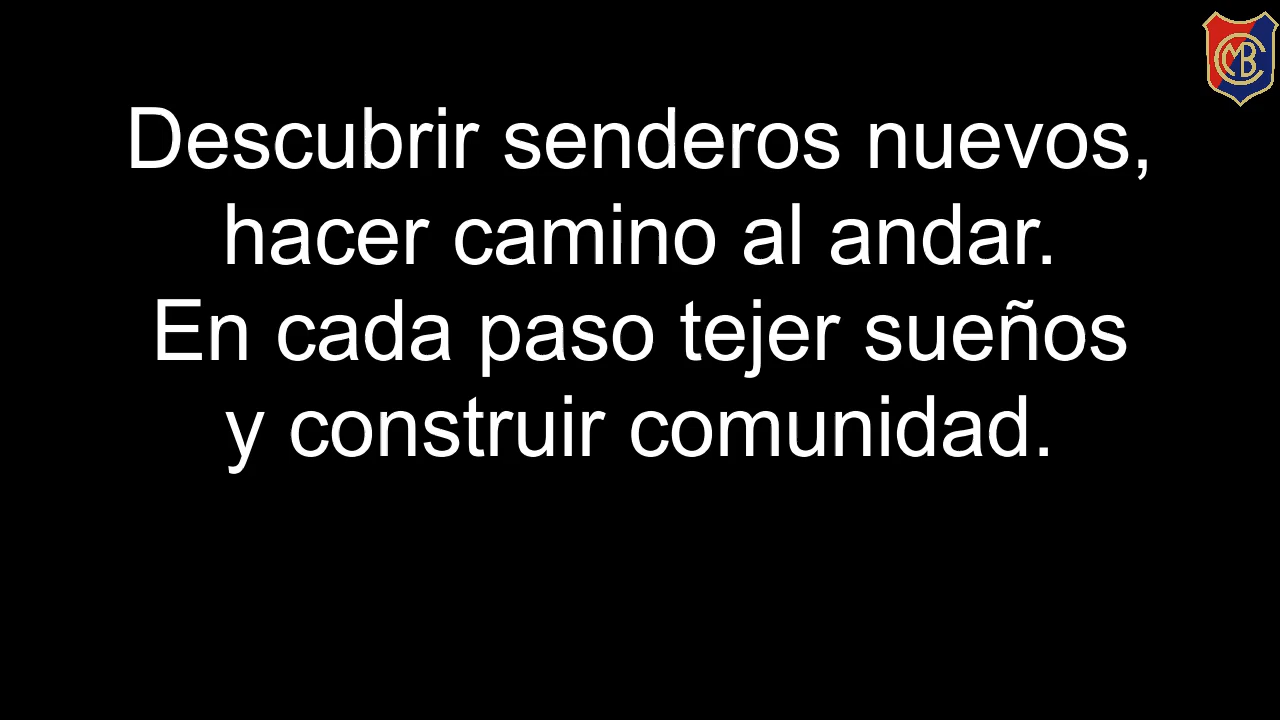 Descubrir senderos nuevos,
hacer camino al andar.
En cada paso tejer sueños
y construir comunidad.